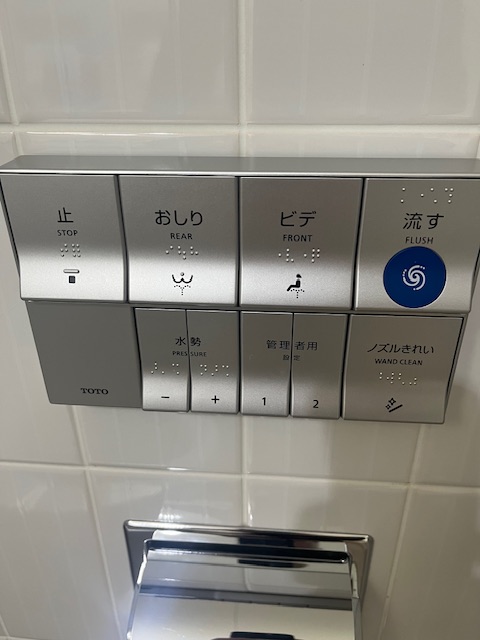 止
STOP
おしり
REAR
ビデ
FRONT
流す
FLUSH
TOTO
水勢
PRESSURE
−
+
管理者用
設定
1
2
ノズルきれい
WAND CLEAN